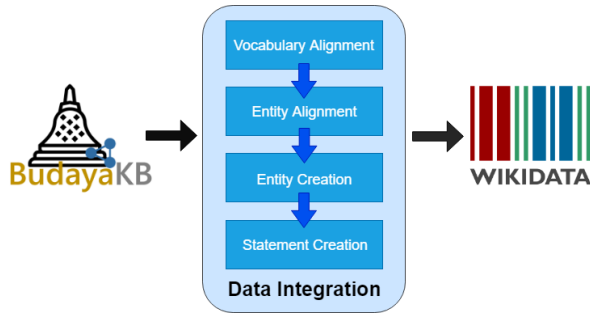 BudayaKB
Vocabulary Alignment
Entity Alignment
Entity Creation
Statement Creation
Data Integration
WIKIDATA